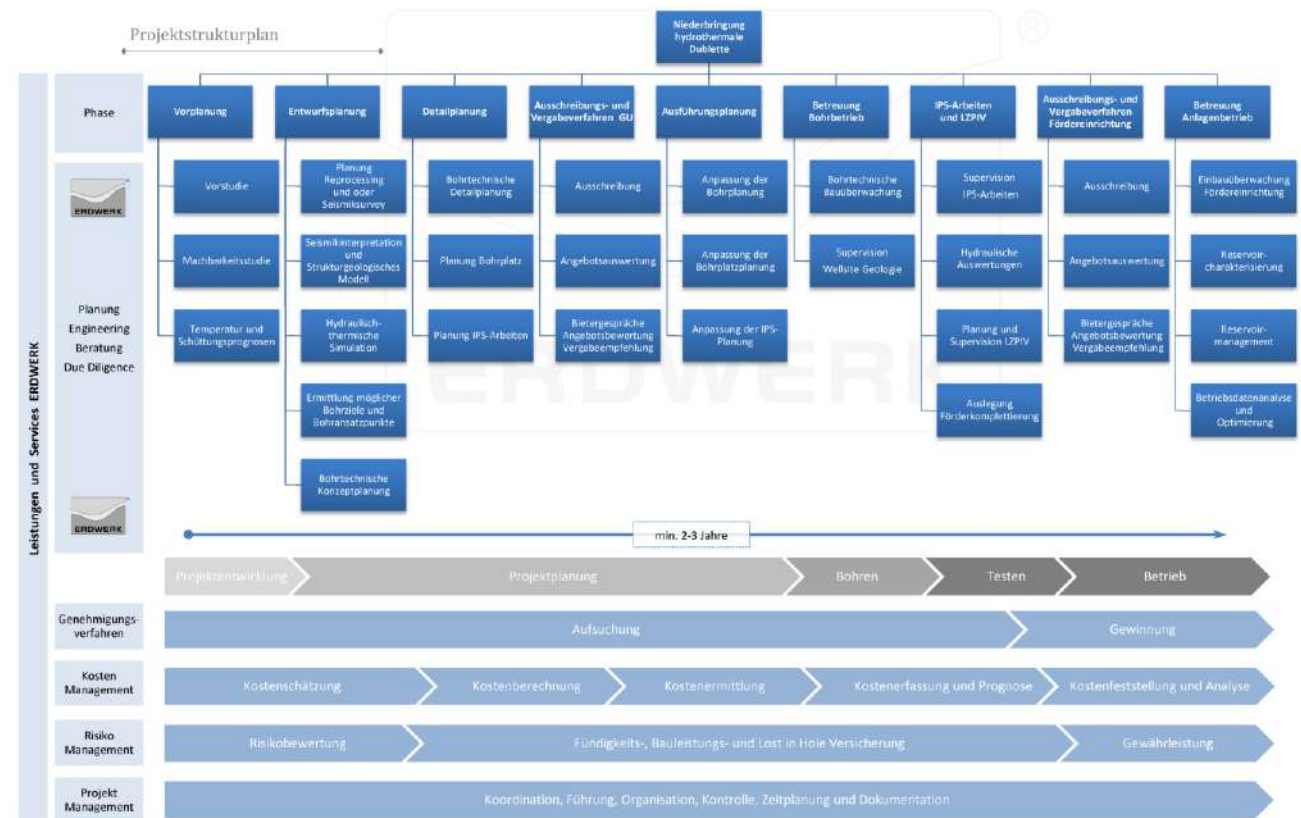 Projektstrukturplan
Niederbringung
hydrothermale
Dublette
®
Leistungen und Services ERDWERK
Phase
Vorplanung
Entwurfsplanung
Detailplanung
Ausschreibungs- und
Vergabeverfahren GU
Ausführungsplanung
Betreuung
Bohrbetrieb
IPS-Arbeiten
und LZPIV
Ausschreibungs- und
Vergabeverfahren
Fördereinrichtung
Betreuung
Anlagenbetrieb
ERDWERK
Planung
Engineering
Beratung
Due Diligence
ERDWERK
Vorstudie
Machbarkeitsstudie
Temperatur und
Schüttungsprognosen
Planung
Reprocessing
und oder
Seismiksurvey
Seismikinterpretation
und
Strukturgeologisches
Modell
Hydraulisch-
thermische
Simulation
Ermittlung möglicher
Bohrziele und
Bohransatzpunkte
Bohrtechnische
Konzeptplanung
Bohrtechnische
Detailplanung
Planung Bohrplatz
Planung IPS-Arbeiten
Ausschreibung
Angebotsauswertung
Bietergespräche
Angebotsbewertung
Vergabeempfehlung
Anpassung der
Bohrplanung
Anpassung der
Bohrplatzplanung
Anpassung der IPS-
Planung
Bohrtechnische
Bauüberwachung
Supervision
Wellsite Geologie
Supervision
IPS-Arbeiten
Hydraulische
Auswertungen
Planung und
Supervision LZPIV
Auslegung
Förderkomplettierung
Ausschreibung
Angebotsauswertung
Bietergespräche
Angebotsbewertung
Vergabeempfehlung
Einbauüberwachung
Fördereinrichtung
Reservoir-
charakterisierung
Reservoir-
management
Betriebsdatenanalyse
und
Optimierung
ERDWERK
min. 2-3 Jahre
Projektentwicklung
Projektplanung
Bohren
Testen
Betrieb
Genehmigungs-
verfahren
Aufsuchung
Gewinnung
Kosten
Management
Kostenschätzung
Kostenberechnung
Kostenermittlung
Kostenerfassung und Prognose
Kostenfeststellung und Analyse
Risiko
Management
Risikobewertung
Fündigkeits-, Bauleistungs- und Lost in Hole Versicherung
Gewährleistung
Projekt
Management
Koordination, Führung, Organisation, Kontrolle, Zeitplanung und Dokumentation